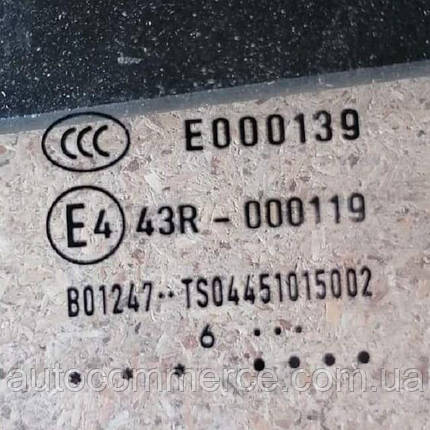 CCC E000139
E4 43R - 000119
B01247··TS04451015002
6 ···
* * * ••••
autocommerce.com.ua